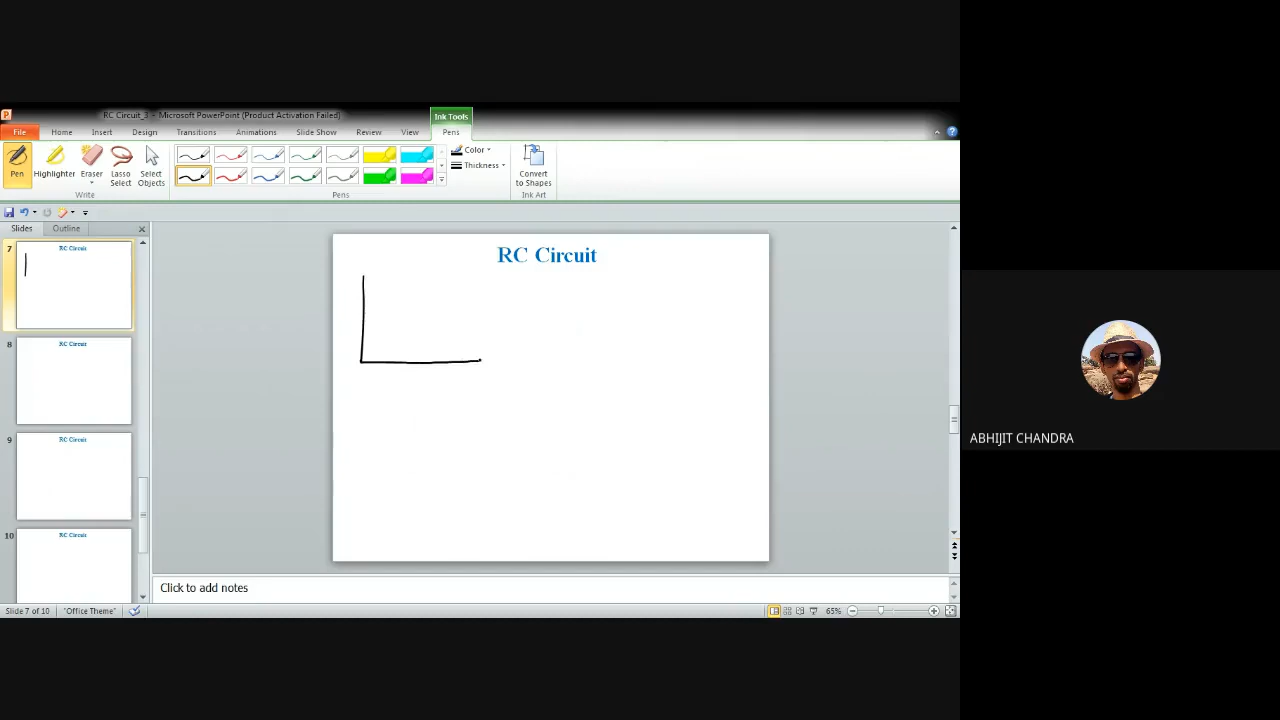 RC Circuit_3 - Microsoft PowerPoint (Product Activation Failed)
Ink Tools
File Home Insert Design Transitions Animations Slide Show Review View Pens
Pen Highlighter Eraser Lasso Select Select Objects
Color
Thickness
Convert to Shapes
Write Pens Ink Art
Slides Outline
7 RC Circuit
8 RC Circuit
9 RC Circuit
10 RC Circuit
RC Circuit
ABHIJIT CHANDRA
Click to add notes
Slide 7 of 10 "Office Theme" 65%